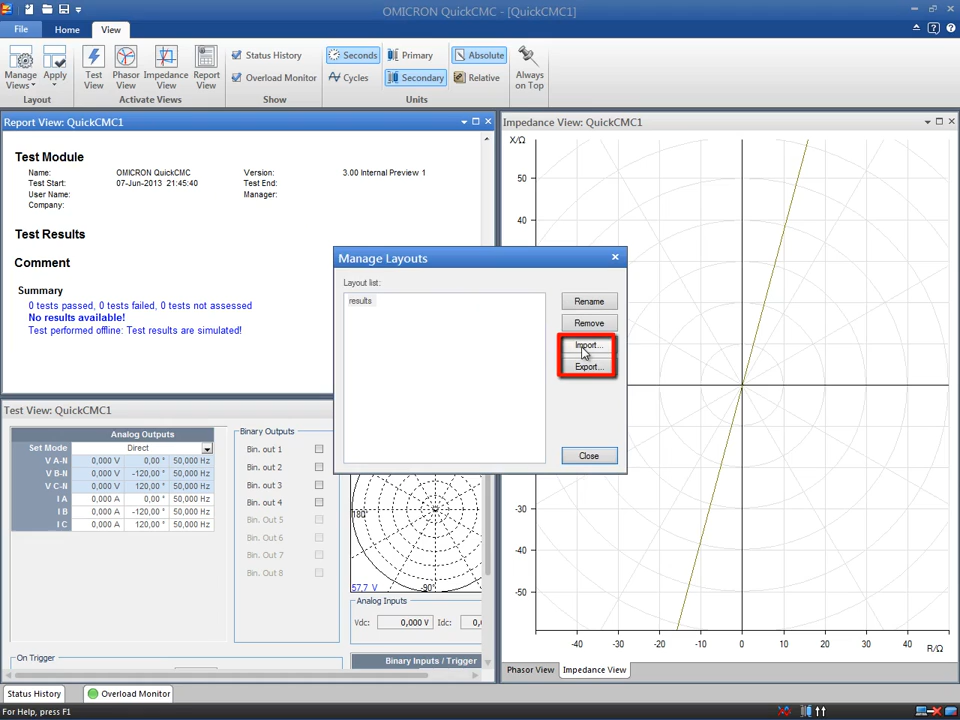 OMICRON QuickCMC - [QuickCMC1]
File Home View
Manage Views Apply
Test View
Phasor View
Impedance View
Report View
Status History
Overload Monitor
Seconds
Cycles
Primary
Secondary
Absolute
Relative
Always on Top
Layout Activate Views Show Units
Report View: QuickCMC1
Test Module
Name: OMICRON QuickCMC Version: 3.00 Internal Preview 1
Test Start: 07-Jun-2013 21:45:40 Test End:
User Name: Manager:
Company:
Test Results
Comment
Summary
0 tests passed, 0 tests failed, 0 tests not assessed
No results available!
Test performed offline: Test results are simulated!
Impedance View: QuickCMC1
X/Ω
50
40
-40
-50
-40 -30 -20 -10 0 10 20 30 40
R/Ω
Phasor View Impedance View
Manage Layouts
Layout list:
results
Rename
Remove
Import...
Export...
Close
Test View: QuickCMC1
Analog Outputs
Set Mode Direct
V A-N 0,000 V 0,00 ° 50,000 Hz
V B-N 0,000 V -120,00 ° 50,000 Hz
V C-N 0,000 V 120,00 ° 50,000 Hz
I A 0,000 A 0,00 ° 50,000 Hz
I B 0,000 A -120,00 ° 50,000 Hz
I C 0,000 A 120,00 ° 50,000 Hz
Binary Outputs
Bin. out 1
Bin. out 2
Bin. out 3
Bin. out 4
Bin. Out 5
Bin. Out 6
Bin. Out 7
Bin. Out 8
180°
57,7 V -90°
Analog Inputs
Vdc: 0,000 V Idc: 0,
On Trigger
Binary Inputs / Trigger
Status History Overload Monitor
For Help, press F1